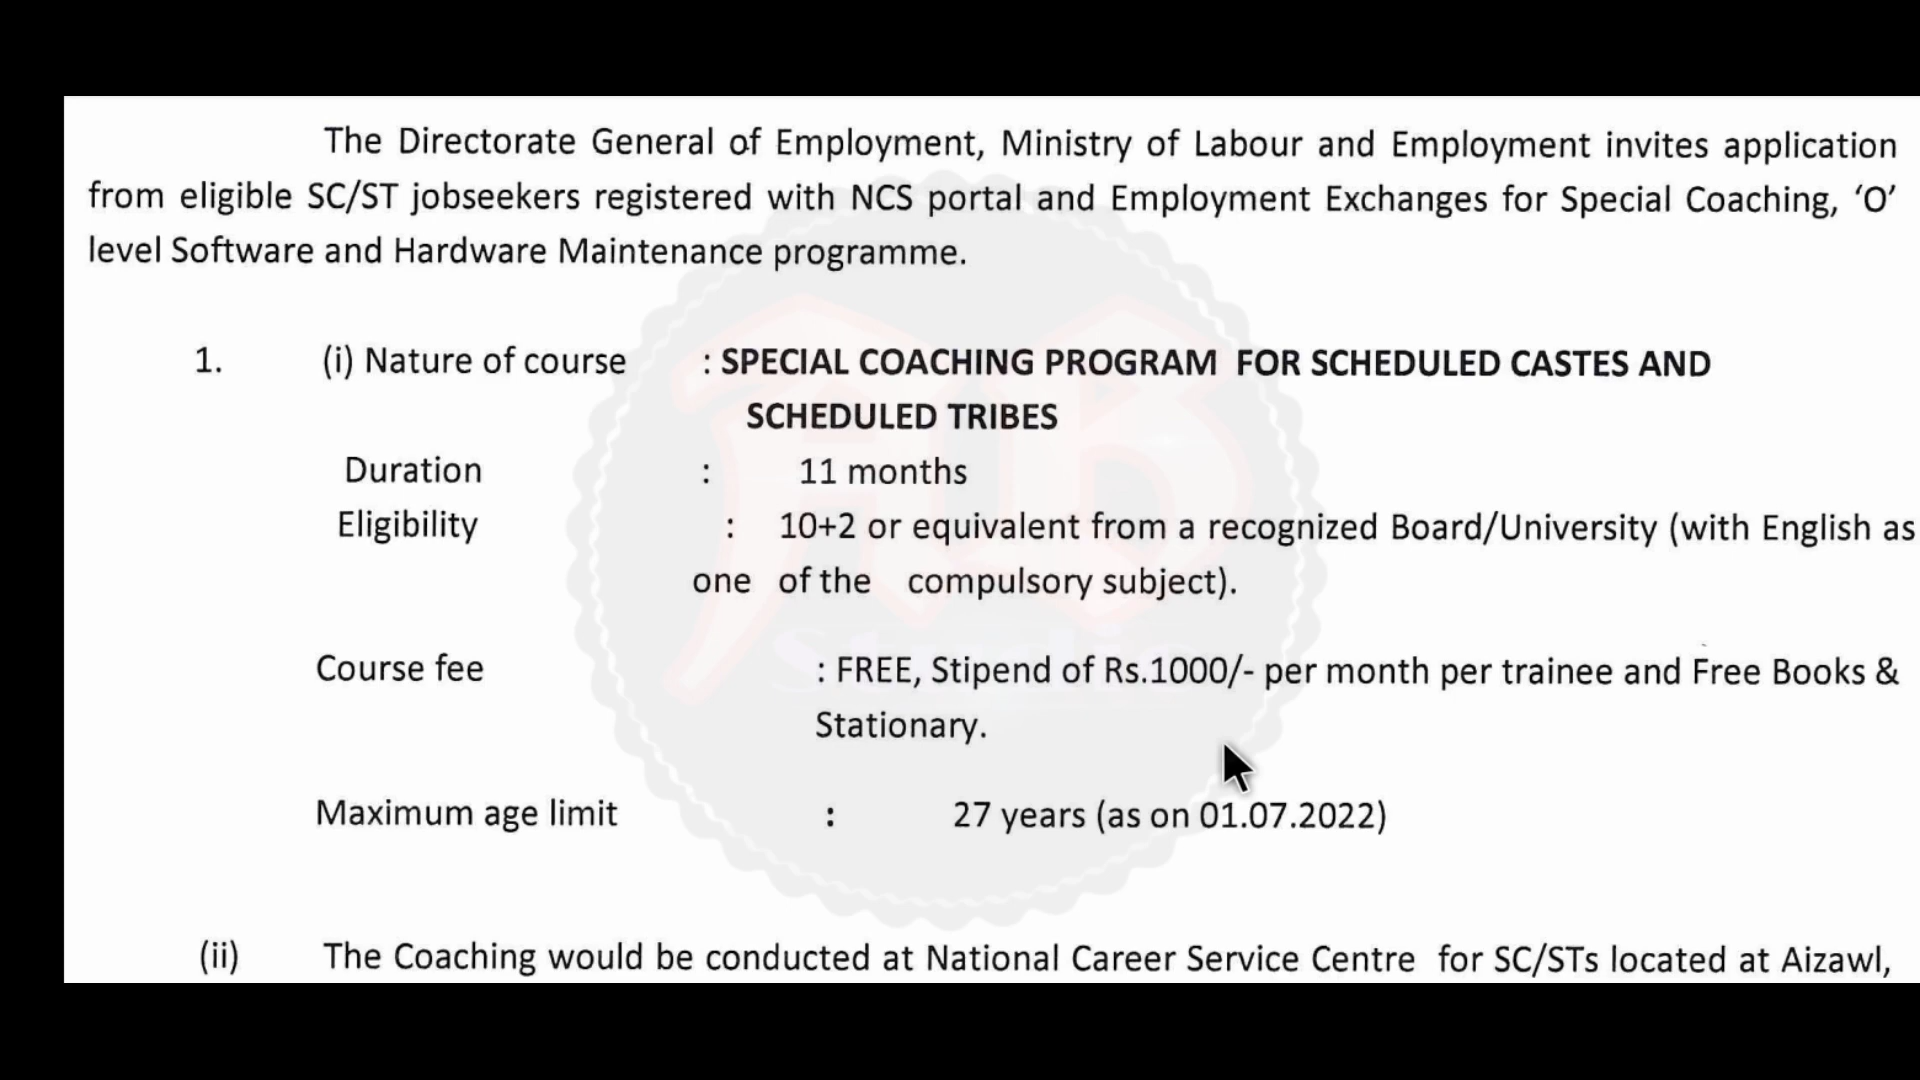 The Directorate General of Employment, Ministry of Labour and Employment invites application
from eligible SC/ST jobseekers registered with NCS portal and Employment Exchanges for Special Coaching, ‘O’
level Software and Hardware Maintenance programme.
1. (i) Nature of course : SPECIAL COACHING PROGRAM FOR SCHEDULED CASTES AND
SCHEDULED TRIBES
Duration : 11 months
Eligibility : 10+2 or equivalent from a recognized Board/University (with English as
one of the compulsory subject).
Course fee : FREE, Stipend of Rs.1000/- per month per trainee and Free Books &
Stationary.
Maximum age limit : 27 years (as on 01.07.2022)
(ii) The Coaching would be conducted at National Career Service Centre for SC/STs located at Aizawl,